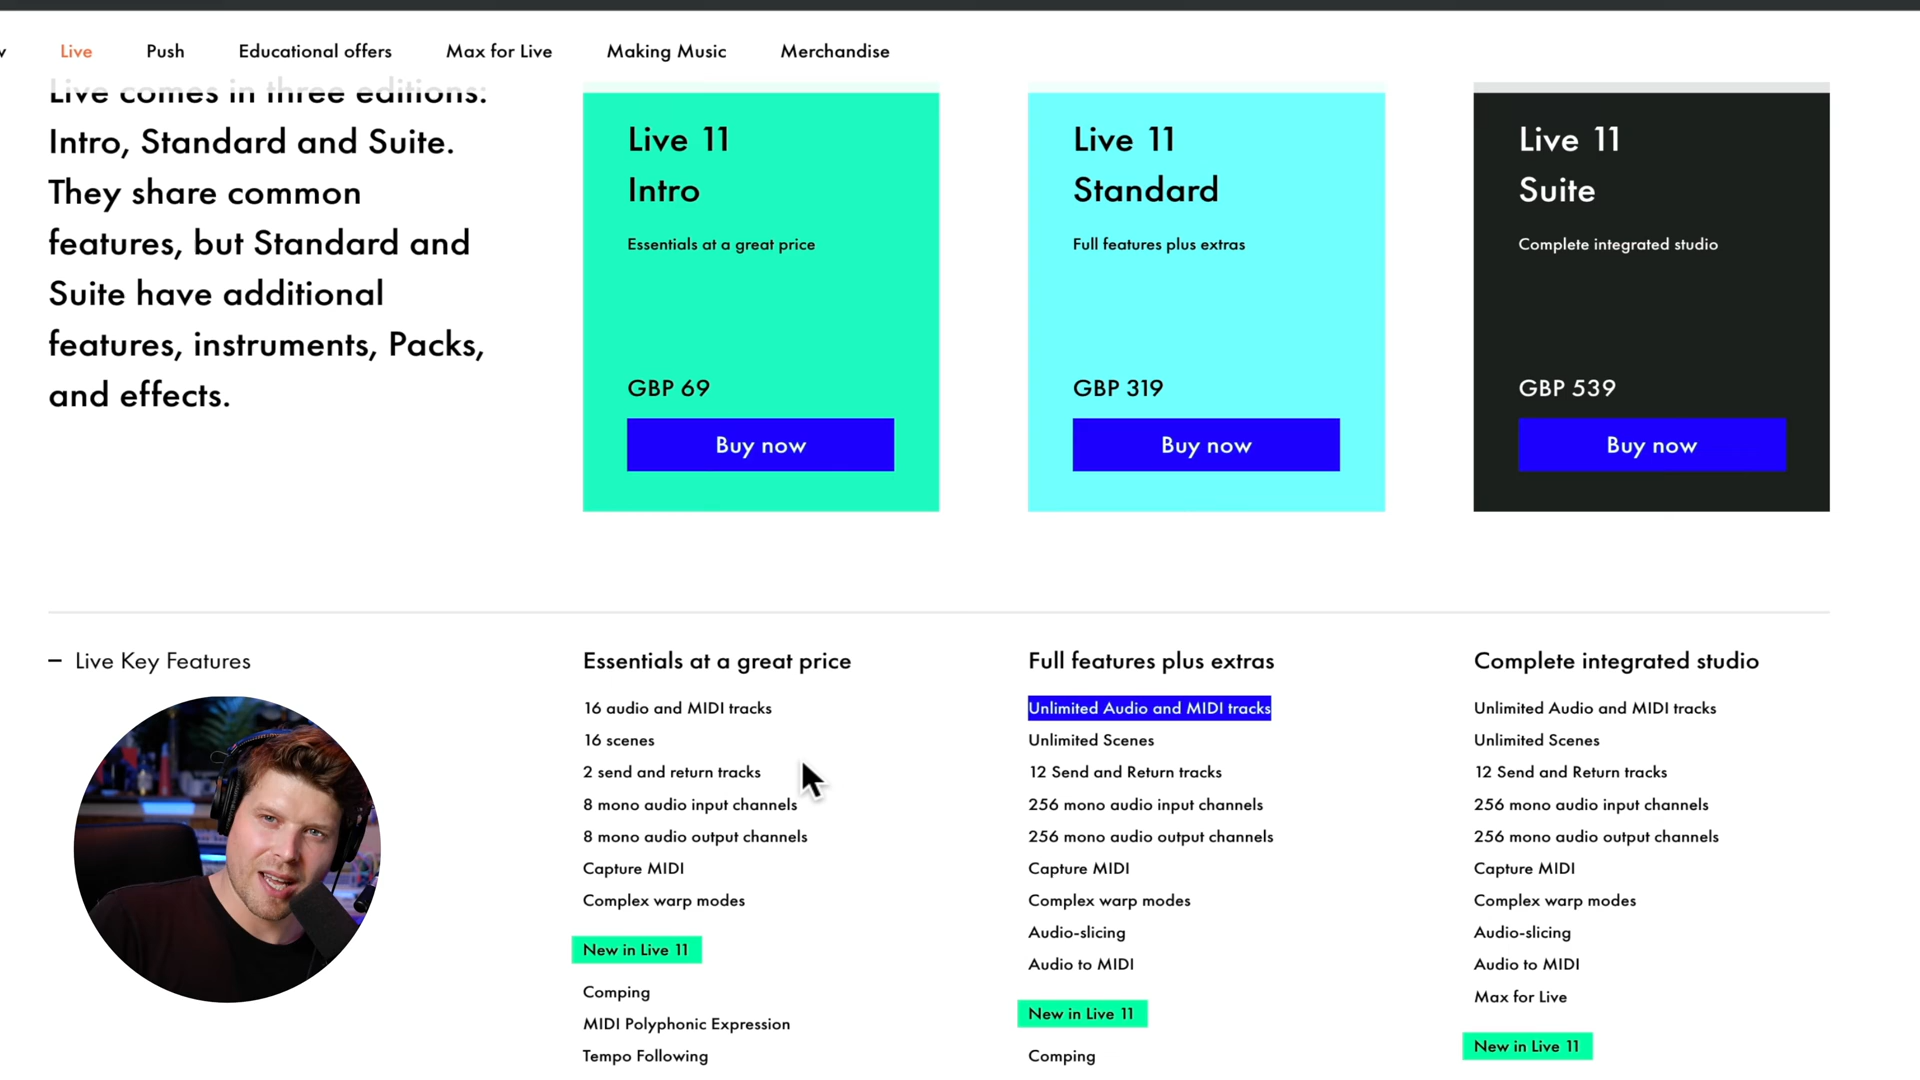 Live
Push
Educational offers
Max for Live
Making Music
Merchandise
Live comes in three editions:
Intro, Standard and Suite.
They share common
features, but Standard and
Suite have additional
features, instruments, Packs,
and effects.
Live 11
Intro
Essentials at a great price
GBP 69
Buy now
Live 11
Standard
Full features plus extras
GBP 319
Buy now
Live 11
Suite
Complete integrated studio
GBP 539
Buy now
– Live Key Features
Essentials at a great price
16 audio and MIDI tracks
16 scenes
2 send and return tracks
8 mono audio input channels
8 mono audio output channels
Capture MIDI
Complex warp modes
New in Live 11
Comping
MIDI Polyphonic Expression
Tempo Following
Full features plus extras
Unlimited Audio and MIDI tracks
Unlimited Scenes
12 Send and Return tracks
256 mono audio input channels
256 mono audio output channels
Capture MIDI
Complex warp modes
Audio-slicing
Audio to MIDI
New in Live 11
Comping
Complete integrated studio
Unlimited Audio and MIDI tracks
Unlimited Scenes
12 Send and Return tracks
256 mono audio input channels
256 mono audio output channels
Capture MIDI
Complex warp modes
Audio-slicing
Audio to MIDI
Max for Live
New in Live 11